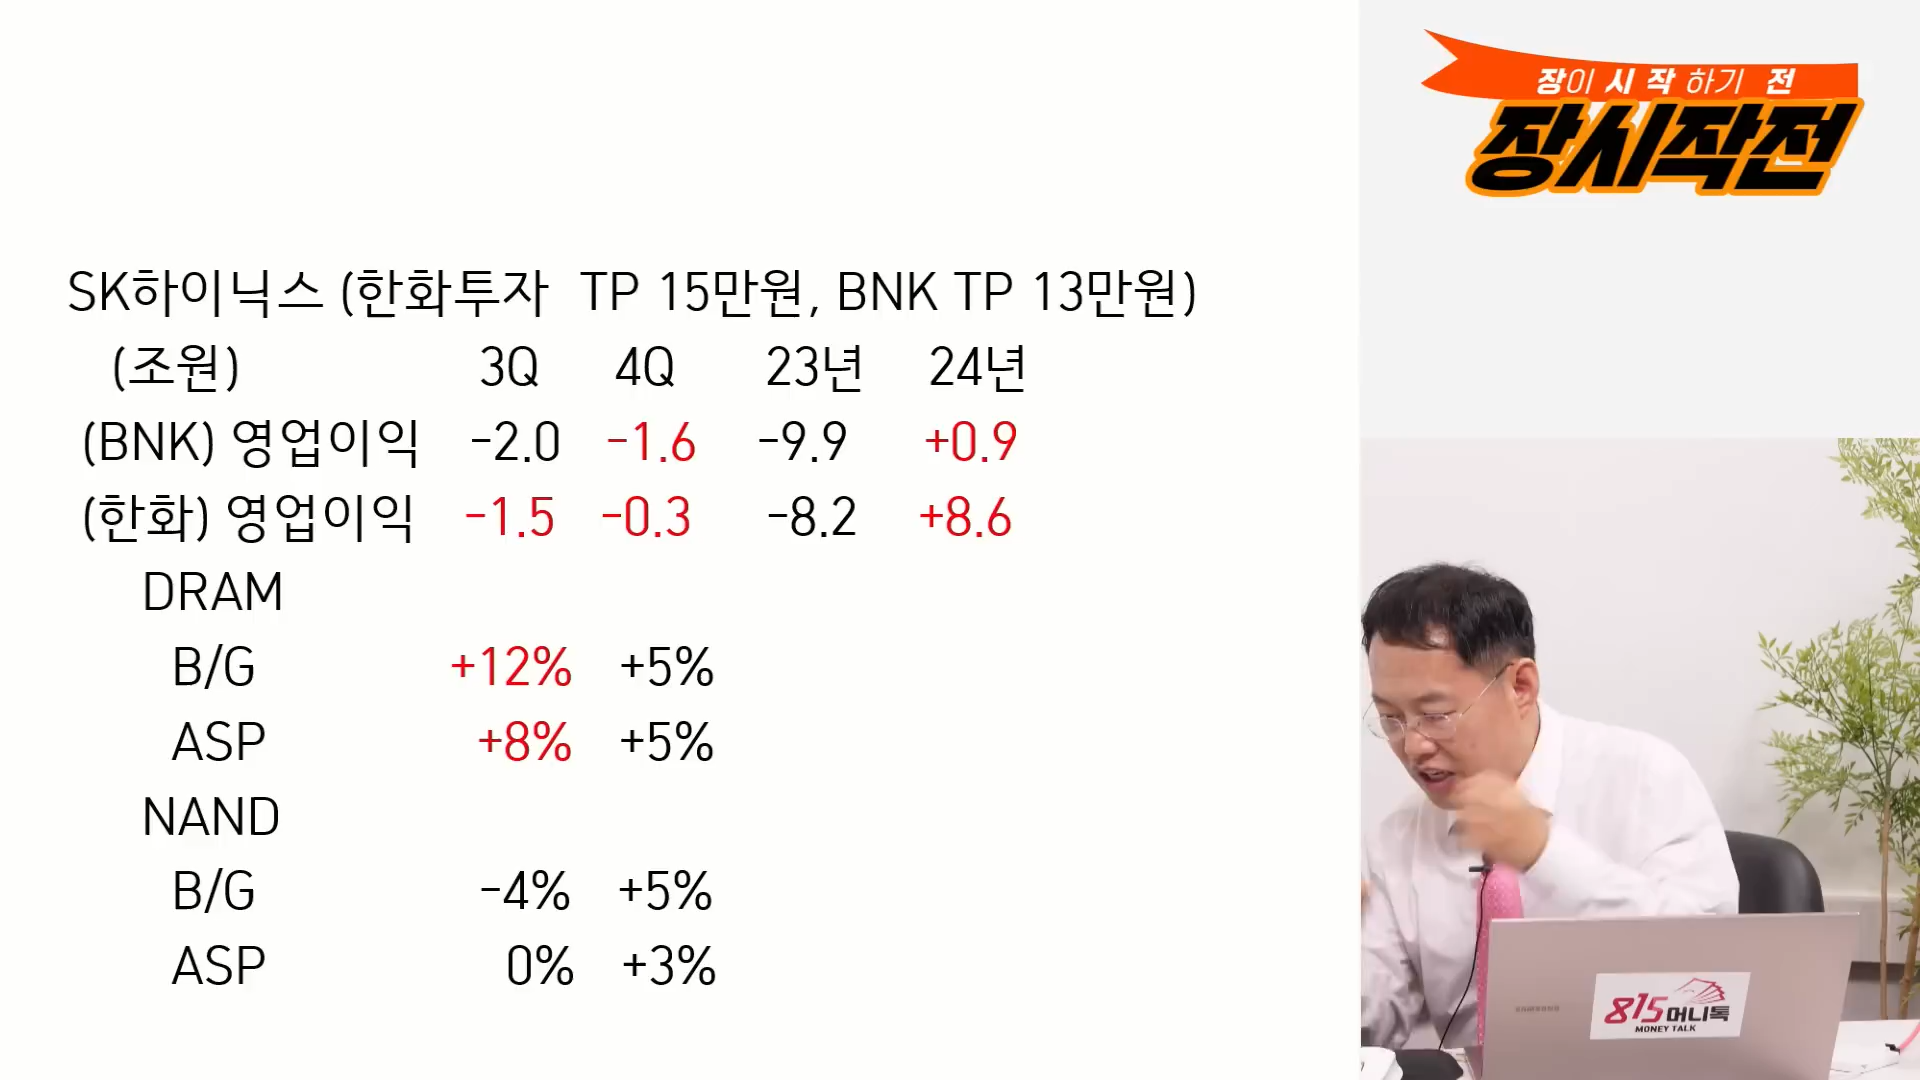 장이 시작하기 전
장시작전
SK하이닉스 (한화투자 TP 15만원, BNK TP 13만원)
(조원) 3Q 4Q 23년 24년
(BNK) 영업이익 -2.0 -1.6 -9.9 +0.9
(한화) 영업이익 -1.5 -0.3 -8.2 +8.6
DRAM
B/G +12% +5%
ASP +8% +5%
NAND
B/G -4% +5%
ASP 0% +3%
SAMSUNG
815머니톡
MONEY TALK